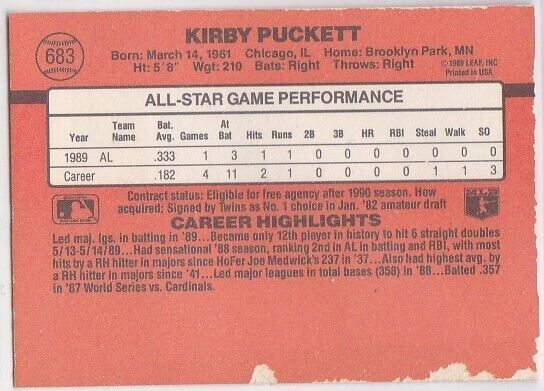 683
KIRBY PUCKETT
Born: March 14, 1961 Chicago, IL Home: Brooklyn Park, MN
Ht: 5'8" Wgt: 210 Bats: Right Throws: Right
©1989 LEAF, INC
Printed in USA
ALL-STAR GAME PERFORMANCE
Year Team Name Bat. Avg. Games At Bat Hits Runs 2B 3B HR RBI Steal Walk SO
1989 AL .333 1 3 1 1 0 0 0 0 0 0 0
Career .182 4 11 2 1 0 0 0 0 1 1 3
Contract status: Eligible for free agency after 1990 season. How
acquired: Signed by Twins as No. 1 choice in Jan. '82 amateur draft
MLB
CAREER HIGHLIGHTS
Led maj. lgs. in batting in '89...Became only 12th player in history to hit 6 straight doubles
5/13-5/14/89...Had sensational '88 season, ranking 2nd in AL in batting and RBI, with most
hits by a RH hitter in majors since HoFer Joe Medwick's 237 in '37...Also had highest avg. by
a RH hitter in majors since '41...Led major leagues in total bases (358) in '88...Batted .357
in '87 World Series vs. Cardinals.